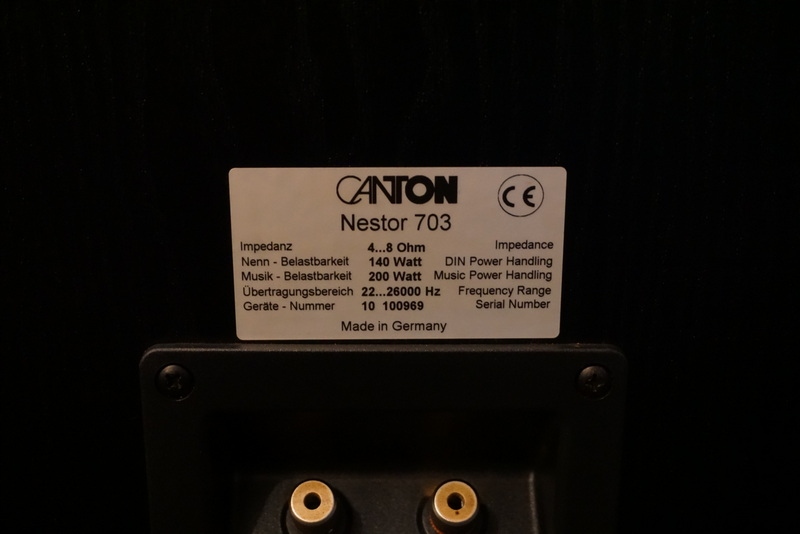 CANTON
CE
Nestor 703
Impedanz 4...8 Ohm Impedance
Nenn - Belastbarkeit 140 Watt DIN Power Handling
Musik - Belastbarkeit 200 Watt Music Power Handling
Übertragungsbereich 22...26000 Hz Frequency Range
Geräte - Nummer 10 100969 Serial Number
Made in Germany